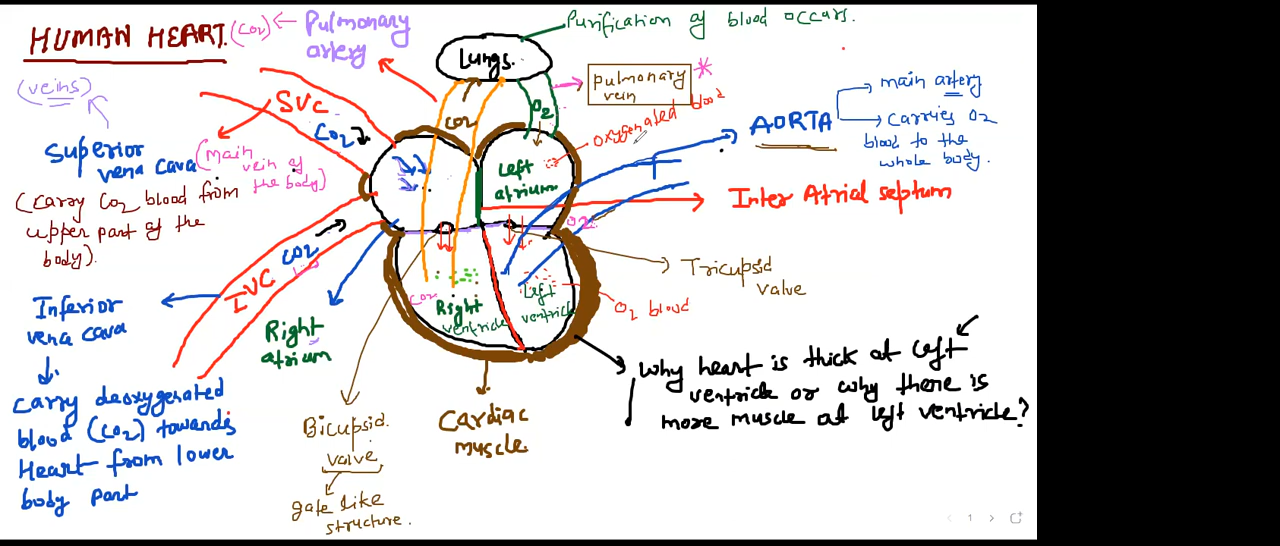 HUMAN HEART.
(CO2)
Pulmonary
artery
Purification of blood occurs.
Lungs.
pulmonary
vein
(veins)
SVC
CO2
CO2
O2
oxygenated blood
AORTA
main artery
carries O2
blood to the
whole body.
Superior
vena cava
(main
vein of
the body)
(carry CO2 blood from
upper part of the
body).
Left
atrium
Inter Atrial septum
O2
IVC
CO2
Tricupsid
valve
Inferior
vena cava
Right
atrium
CO2
Right
ventricle
Left
ventricle
O2 blood
carry deoxygerated
blood (CO2) towards
Heart from lower
body part
Bicupsid.
valve
gate like
structure.
Cardiac
muscle.
Why heart is thick at left
ventricle or why there is
more muscle at left ventricle?
1